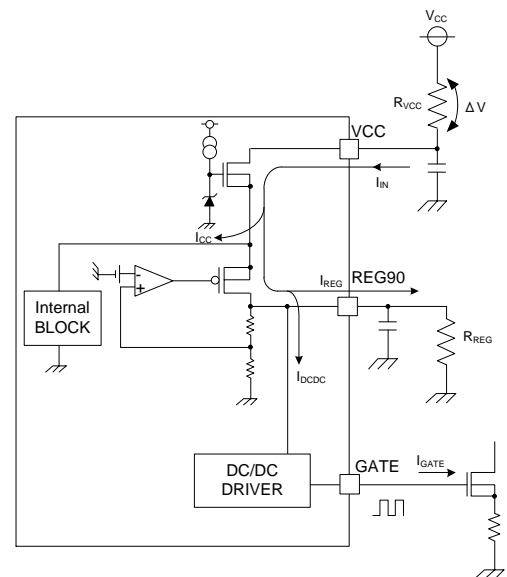 VCC
RVCC
ΔV
VCC
IIN
ICC
IREG
REG90
- +
Internal
BLOCK
RREG
IDCDC
DC/DC
DRIVER
GATE
IGATE